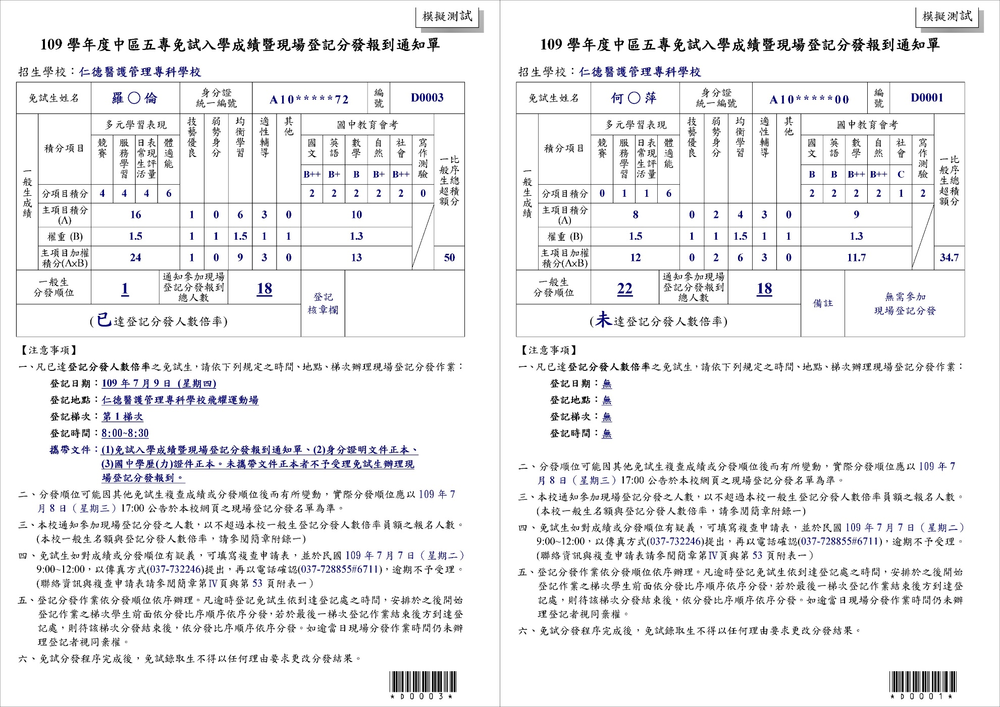 模擬測試
109 學年度中區五專免試入學成績暨現場登記分發報到通知單
招生學校：仁德醫護管理專科學校
免試生姓名 羅〇倫 身分證統一編號 A10*****72 編號 D0003
一般生成績 積分項目 多元學習表現 技藝優良 弱勢身分 均衡學習 適性輔導 其他 國中教育會考 一般生超額比序總積分
競賽 服務學習 日常生活表現評量 體適能 國文 英語 數學 自然 社會 寫作測驗
B++ B+ B B+ B++
分項目積分 4 4 4 6 2 2 2 2 2 0
主項目積分(A) 16 1 0 6 3 0 10
權重 (B) 1.5 1 1 1.5 1 1 1.3
主項目加權積分(AxB) 24 1 0 9 3 0 13 50
一般生分發順位 1 通知參加現場登記分發報到總人數 18 登記核章欄
(已達登記分發人數倍率)
【注意事項】
一、凡已達登記分發人數倍率之免試生，請依下列規定之時間、地點、梯次辦理現場登記分發作業：
登記日期：109 年 7 月 9 日 (星期四)
登記地點：仁德醫護管理專科學校飛耀運動場
登記梯次：第 1 梯次
登記時間：8:00~8:30
攜帶文件：(1)免試入學成績暨現場登記分發報到通知單、(2)身分證明文件正本、
(3)國中學歷(力)證件正本。未攜帶文件正本者不予受理免試生辦理現
場登記分發報到。
二、分發順位可能因其他免試生複查成績或分發順位後而有所變動，實際分發順位應以 109 年 7
月 8 日（星期三）17:00 公告於本校網頁之現場登記分發名單為準。
三、本校通知參加現場登記分發之人數，以不超過本校一般生登記分發人數倍率員額之報名人數。
(本校一般生名額與登記分發人數倍率，請參閱簡章附錄一)
四、免試生如對成績或分發順位有疑義，可填寫複查申請表，並於民國 109 年 7 月 7 日（星期二）
9:00~12:00，以傳真方式(037-732246)提出，再以電話確認(037-728855#6711)，逾期不予受理。
(聯絡資訊與複查申請表請參閱簡章第Ⅳ頁與第 53 頁附表一）
五、登記分發作業依分發順位依序辦理。凡逾時登記免試生依到達登記處之時間，安排於之後開始
登記作業之梯次學生前面依分發比序順序依序分發，若於最後一梯次登記作業結束後方到達登
記處，則待該梯次分發結束後，依分發比序順序依序分發。如逾當日現場分發作業時間仍未辦
理登記者視同棄權。
六、免試分發程序完成後，免試錄取生不得以任何理由要求更改分發結果。
*D0003*
模擬測試
109 學年度中區五專免試入學成績暨現場登記分發報到通知單
招生學校：仁德醫護管理專科學校
免試生姓名 何〇萍 身分證統一編號 A10*****00 編號 D0001
一般生成績 積分項目 多元學習表現 技藝優良 弱勢身分 均衡學習 適性輔導 其他 國中教育會考 一般生超額比序總積分
競賽 服務學習 日常生活表現評量 體適能 國文 英語 數學 自然 社會 寫作測驗
B B B++ B++ C
分項目積分 0 1 1 6 2 2 2 2 1 2
主項目積分(A) 8 0 2 4 3 0 9
權重 (B) 1.5 1 1 1.5 1 1 1.3
主項目加權積分(AxB) 12 0 2 6 3 0 11.7 34.7
一般生分發順位 22 通知參加現場登記分發報到總人數 18 備註 無需參加現場登記分發
(未達登記分發人數倍率)
【注意事項】
一、凡已達登記分發人數倍率之免試生，請依下列規定之時間、地點、梯次辦理現場登記分發作業：
登記日期：無
登記地點：無
登記梯次：無
登記時間：無
二、分發順位可能因其他免試生複查成績或分發順位後而有所變動，實際分發順位應以 109 年 7
月 8 日（星期三）17:00 公告於本校網頁之現場登記分發名單為準。
三、本校通知參加現場登記分發之人數，以不超過本校一般生登記分發人數倍率員額之報名人數。
(本校一般生名額與登記分發人數倍率，請參閱簡章附錄一)
四、免試生如對成績或分發順位有疑義，可填寫複查申請表，並於民國 109 年 7 月 7 日（星期二）
9:00~12:00，以傳真方式(037-732246)提出，再以電話確認(037-728855#6711)，逾期不予受理。
(聯絡資訊與複查申請表請參閱簡章第Ⅳ頁與第 53 頁附表一）
五、登記分發作業依分發順位依序辦理。凡逾時登記免試生依到達登記處之時間，安排於之後開始
登記作業之梯次學生前面依分發比序順序依序分發，若於最後一梯次登記作業結束後方到達登
記處，則待該梯次分發結束後，依分發比序順序依序分發。如逾當日現場分發作業時間仍未辦
理登記者視同棄權。
六、免試分發程序完成後，免試錄取生不得以任何理由要求更改分發結果。
*D0001*